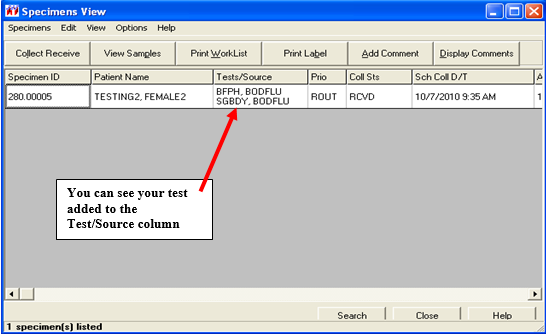 Specimens View
Specimens Edit View Options Help
Collect Receive View Samples Print WorkList Print Label Add Comment Display Comments
Specimen ID Patient Name Tests/Source Prio Coll Sts Sch Coll D/T A
280.00005 TESTING2, FEMALE2 BFPH, BODFLU ROUT RCVD 10/7/2010 9:35 AM 1
SGBDY, BODFLU
You can see your test
added to the
Test/Source column
Search Close Help
1 specimen(s) listed